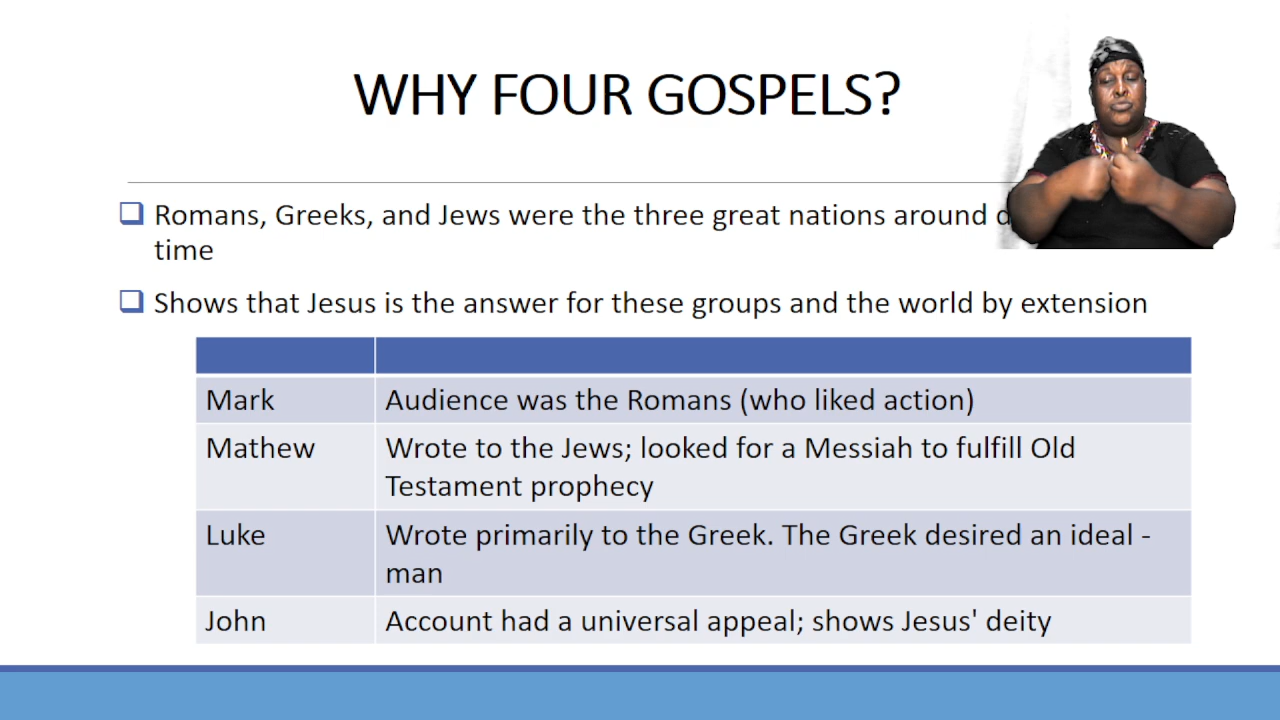 WHY FOUR GOSPELS?
Romans, Greeks, and Jews were the three great nations around
time
Shows that Jesus is the answer for these groups and the world by extension
Mark Audience was the Romans (who liked action)
Mathew Wrote to the Jews; looked for a Messiah to fulfill Old
Testament prophecy
Luke Wrote primarily to the Greek. The Greek desired an ideal -
man
John Account had a universal appeal; shows Jesus' deity